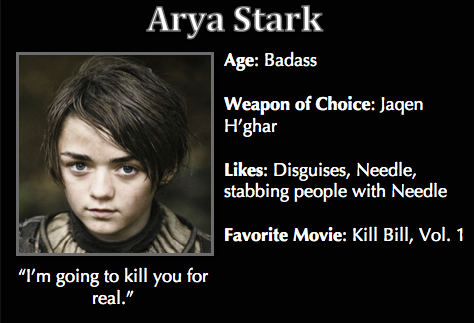 Arya Stark
Age: Badass
Weapon of Choice: Jaqen
H'ghar
Likes: Disguises, Needle,
stabbing people with Needle
Favorite Movie: Kill Bill, Vol. 1
“I’m going to kill you for
real.”